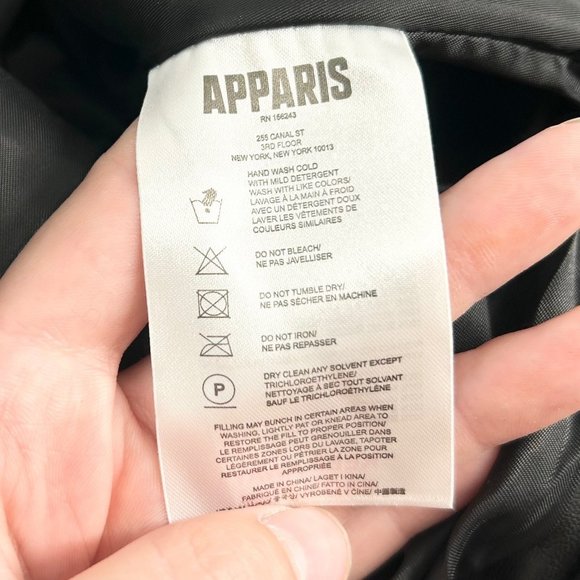 APPARIS
RN 156243
255 CANAL ST
3RD FLOOR
NEW YORK, NEW YORK 10013
HAND WASH COLD
WITH MILD DETERGENT
WASH WITH LIKE COLORS/
LAVAGE À LA MAIN À FROID
AVEC UN DÉTERGENT DOUX
LAVER LES VÊTEMENTS DE
COULEURS SIMILAIRES
DO NOT BLEACH/
NE PAS JAVELLISER
DO NOT TUMBLE DRY/
NE PAS SÉCHER EN MACHINE
DO NOT IRON/
NE PAS REPASSER
P
DRY CLEAN ANY SOLVENT EXCEPT
TRICHLOROETHYLENE/
NETTOYAGE À SEC TOUT SOLVANT
SAUF LE TRICHLOROÉTHYLÈNE
FILLING MAY BUNCH IN CERTAIN AREAS WHEN
WASHING, LIGHTLY PAT OR KNEAD AREA TO
RESTORE THE FILL TO PROPER POSITION/
LE REMPLISSAGE PEUT GRENOUILLER DANS
CERTAINES ZONES LORS DU LAVAGE, TAPOTER
LÉGÈREMENT OU PÉTRIR LA ZONE POUR
RESTAURER LE REMPLISSAGE À LA POSITION
APPROPRIÉE
MADE IN CHINA/ LAGET I KINA/
FABRIQUÉ EN CHINE/ FATTO IN CINA/
VYROBENÉ V ČÍNE/ 中國製造